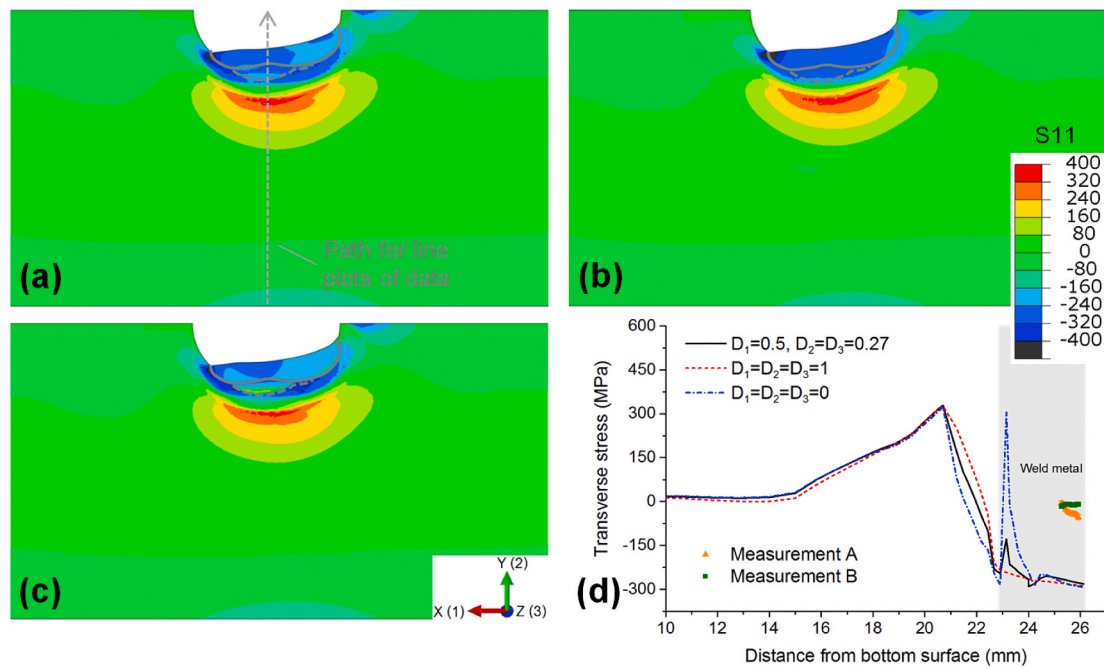 (a)
Path for line
plots of data
(b)
S11
400
320
240
160
80
0
-80
-160
-240
-320
-400
(c)
Y (2)
X (1)
Z (3)
600
450
300
150
0
-150
-300
Transverse stress (MPa)
D₁=0.5, D₂=D₃=0.27
D₁=D₂=D₃=1
D₁=D₂=D₃=0
Weld metal
Measurement A
Measurement B
(d)
10 12 14 16 18 20 22 24 26
Distance from bottom surface (mm)